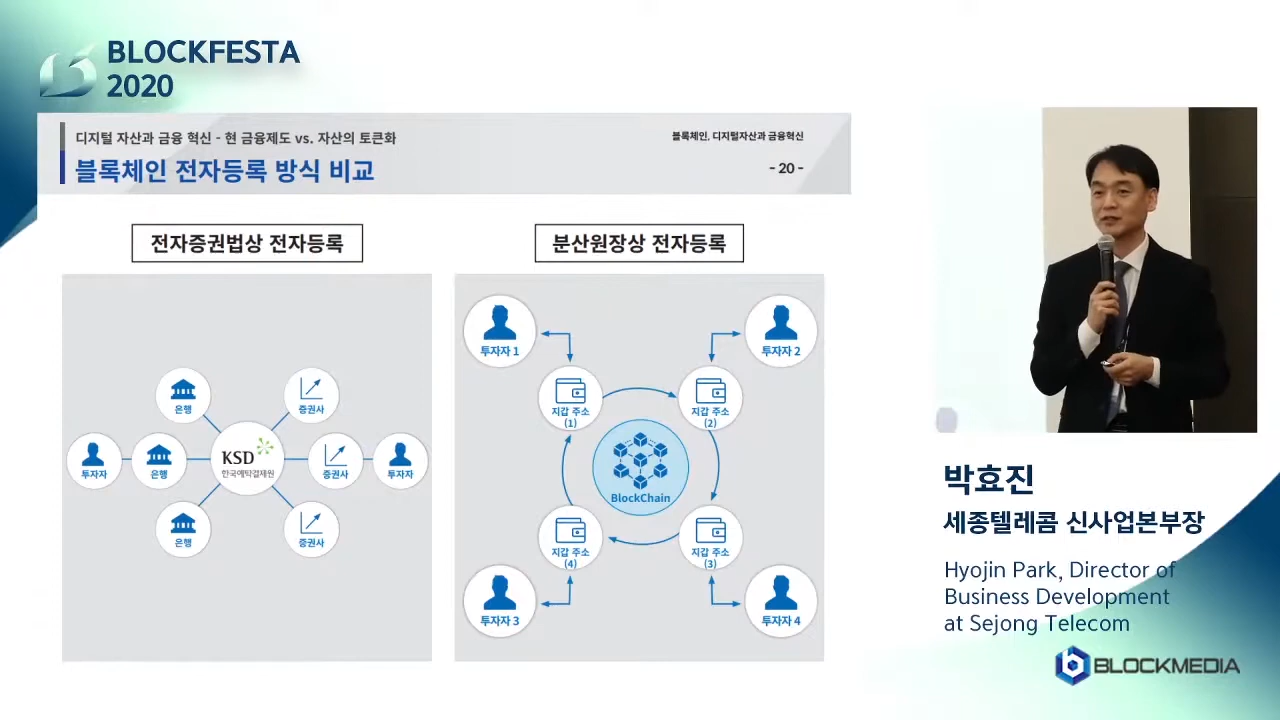 BLOCKFESTA
2020
디지털 자산과 금융 혁신 - 현 금융제도 vs. 자산의 토큰화
블록체인 전자등록 방식 비교
블록체인, 디지털자산과 금융혁신
- 20 -
전자증권법상 전자등록
은행
증권사
투자자
은행
KSD
한국예탁결제원
증권사
투자자
은행
증권사
분산원장상 전자등록
투자자 1
투자자 2
지갑 주소
(1)
지갑 주소
(2)
BlockChain
지갑 주소
(4)
지갑 주소
(3)
투자자 3
투자자 4
박효진
세종텔레콤 신사업본부장
Hyojin Park, Director of
Business Development
at Sejong Telecom
BLOCKMEDIA